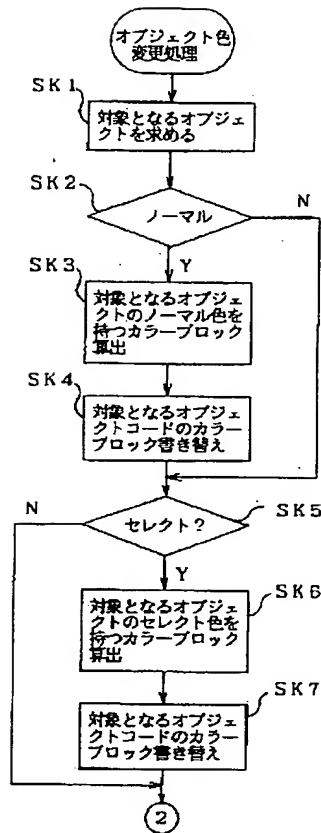 オブジェクト色
変更処理
SK1
対象となるオブジェ
クトを求める
SK2
ノーマル
N
Y
SK3
対象となるオブジェ
クトのノーマル色を
持つカラーブロック
算出
SK4
対象となるオブジェ
クトコードのカラー
ブロック書き替え
N
セレクト?
SK5
Y
対象となるオブジェ
クトのセレクト色を
持つカラーブロック
算出
SK6
対象となるオブジェ
クトコードのカラー
ブロック書き替え
SK7
2